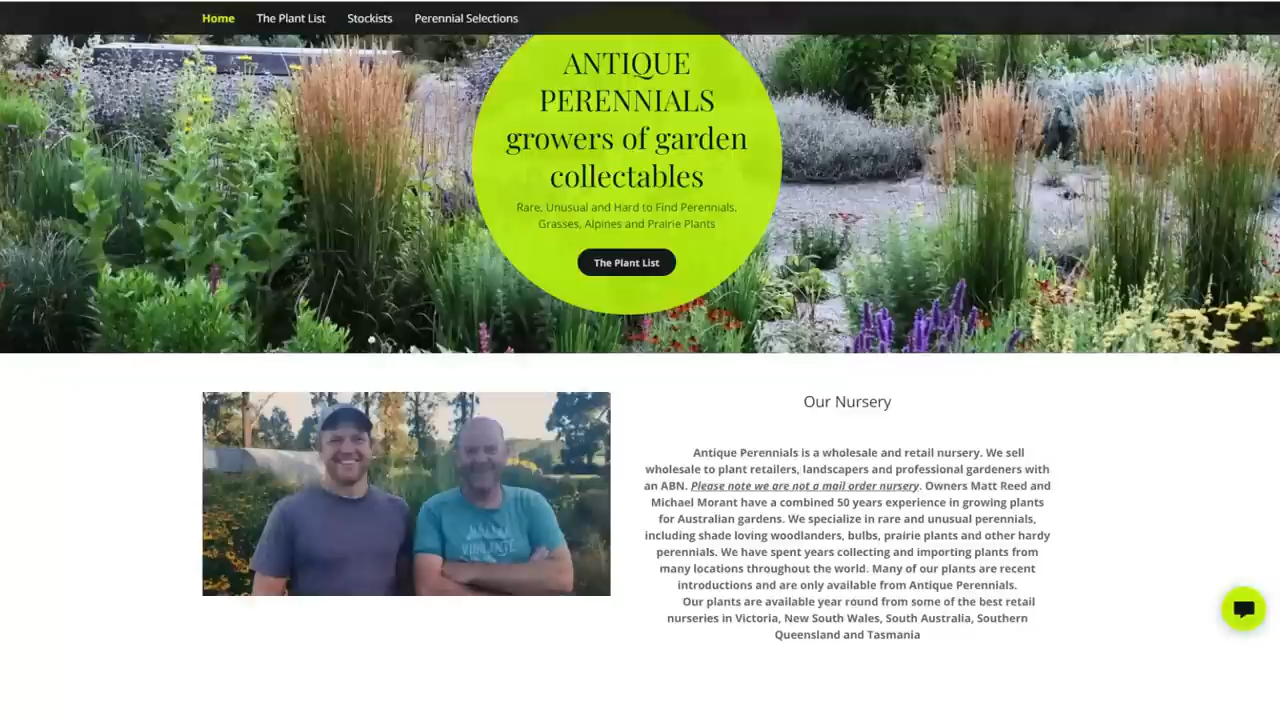 Home
The Plant List
Stockists
Perennial Selections
ANTIQUE
PERENNIALS
growers of garden
collectables
Rare, Unusual and Hard to Find Perennials,
Grasses, Alpines and Prairie Plants
The Plant List
Our Nursery
Antique Perennials is a wholesale and retail nursery. We sell
wholesale to plant retailers, landscapers and professional gardeners with
an ABN. Please note we are not a mail order nursery. Owners Matt Reed and
Michael Morant have a combined 50 years experience in growing plants
for Australian gardens. We specialize in rare and unusual perennials,
including shade loving woodlanders, bulbs, prairie plants and other hardy
perennials. We have spent years collecting and importing plants from
many locations throughout the world. Many of our plants are recent
introductions and are only available from Antique Perennials.
Our plants are available year round from some of the best retail
nurseries in Victoria, New South Wales, South Australia, Southern
Queensland and Tasmania